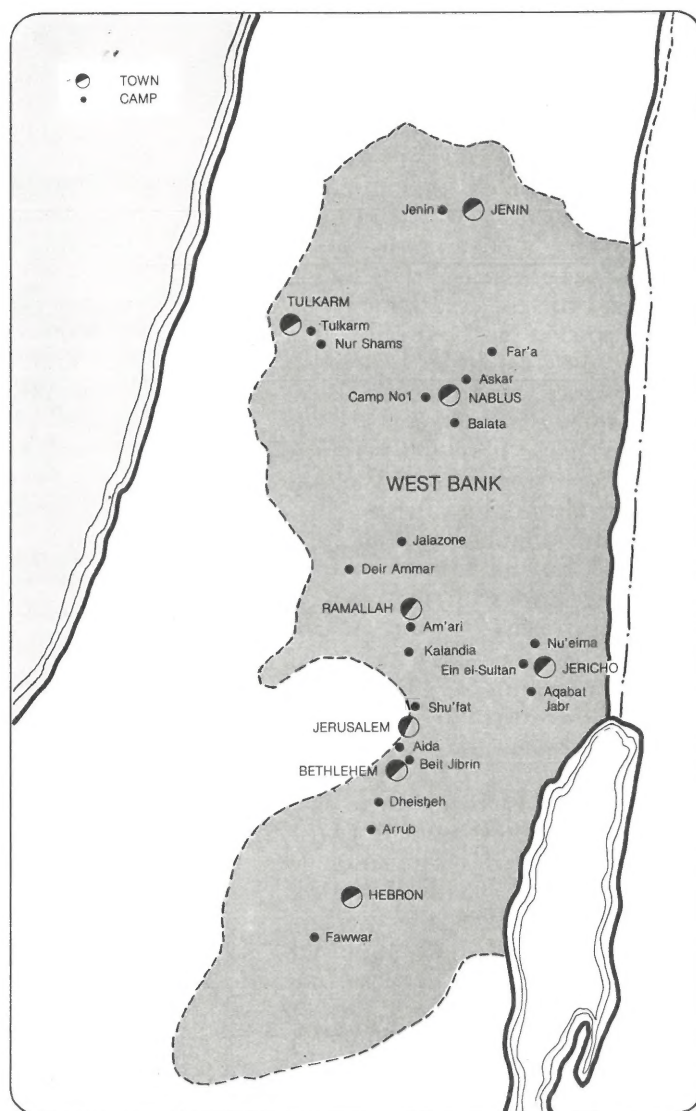 TOWN
CAMP
Jenin
JENIN
TULKARM
Tulkarm
Nur Shams
Far'a
Askar
Camp No1
NABLUS
Balata
WEST BANK
Jalazone
Deir Ammar
RAMALLAH
Am'ari
Kalandia
Nu'eima
Ein el-Sultan
JERICHO
Aqabat
Jabr
Shu'fat
JERUSALEM
Aida
Beit Jibrin
BETHLEHEM
Dheisheh
Arrub
HEBRON
Fawwar